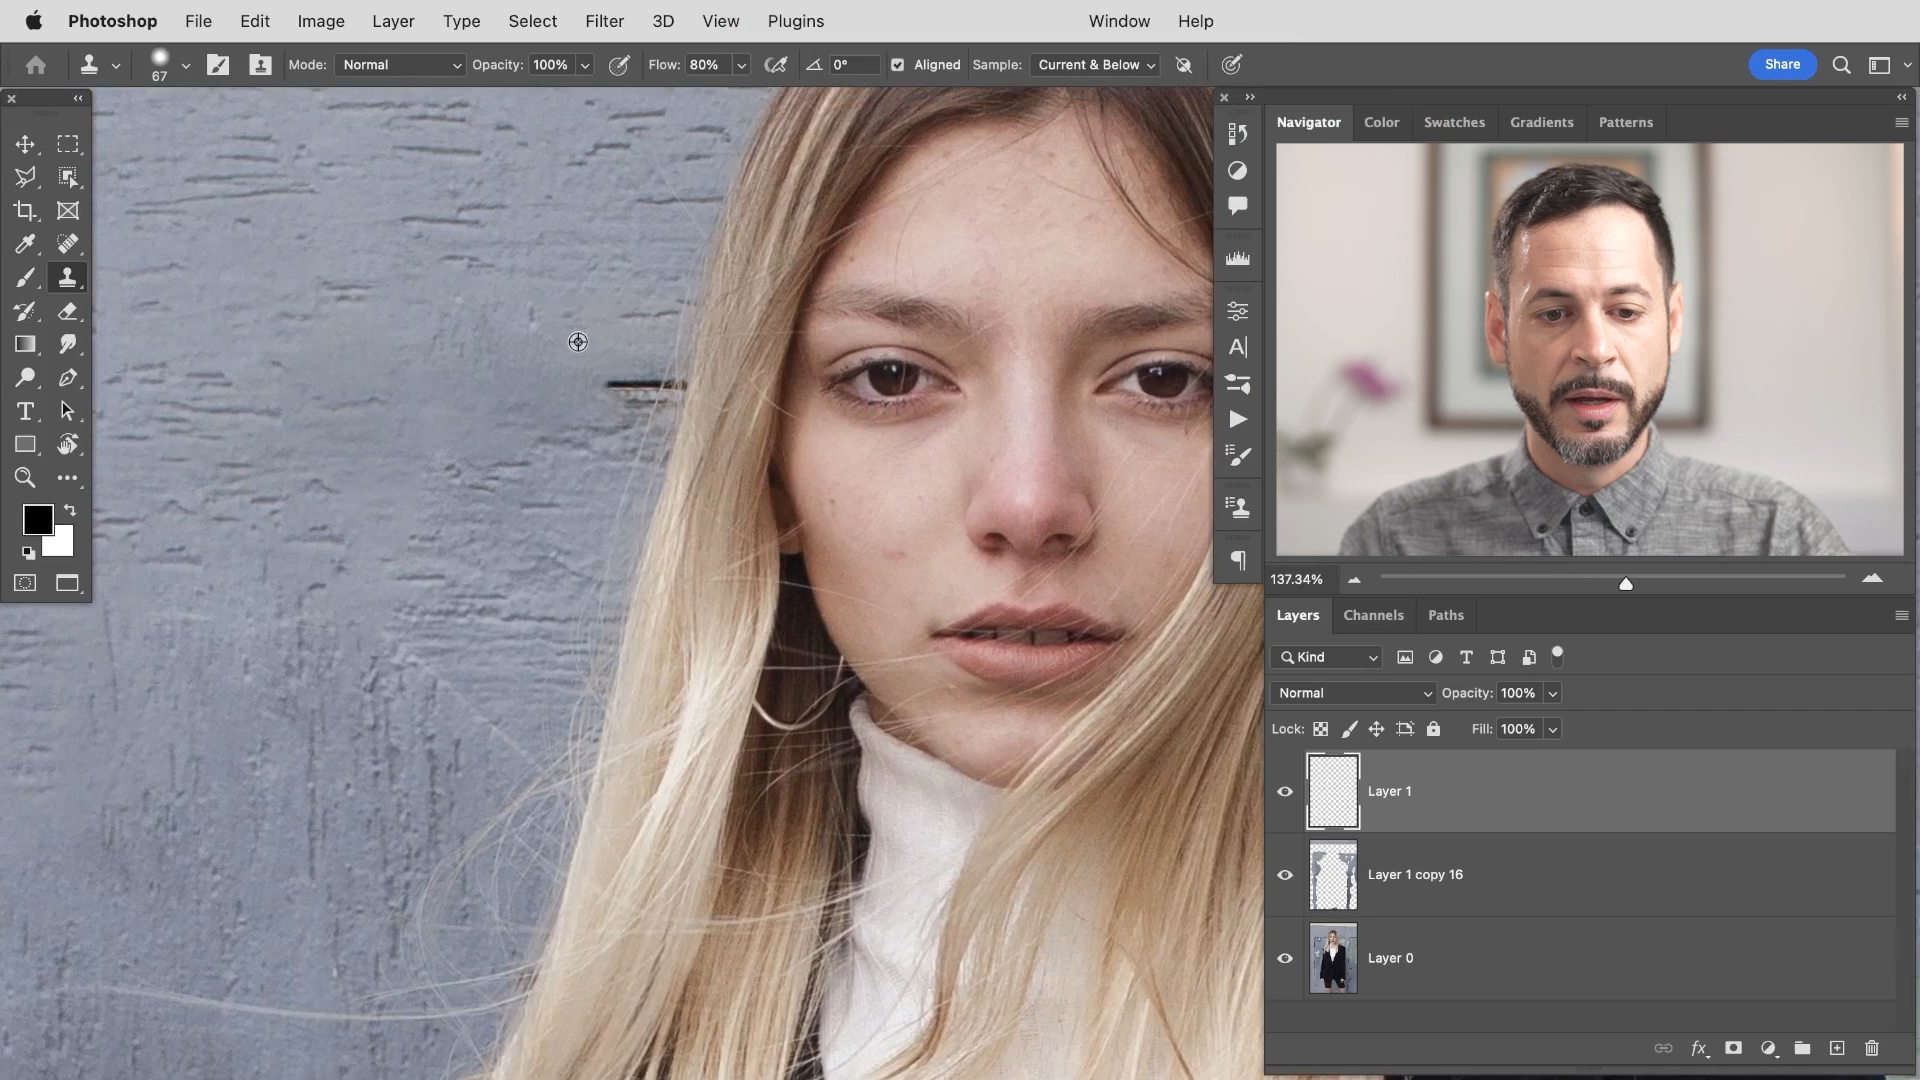 Photoshop File Edit Image Layer Type Select Filter 3D View Plugins Window Help
67 Mode: Normal Opacity: 100% Flow: 80% 0° Aligned Sample: Current & Below Share
Navigator Color Swatches Gradients Patterns
137.34%
Layers Channels Paths
Kind
Normal Opacity: 100%
Lock: Fill: 100%
Layer 1
Layer 1 copy 16
Layer 0
fx